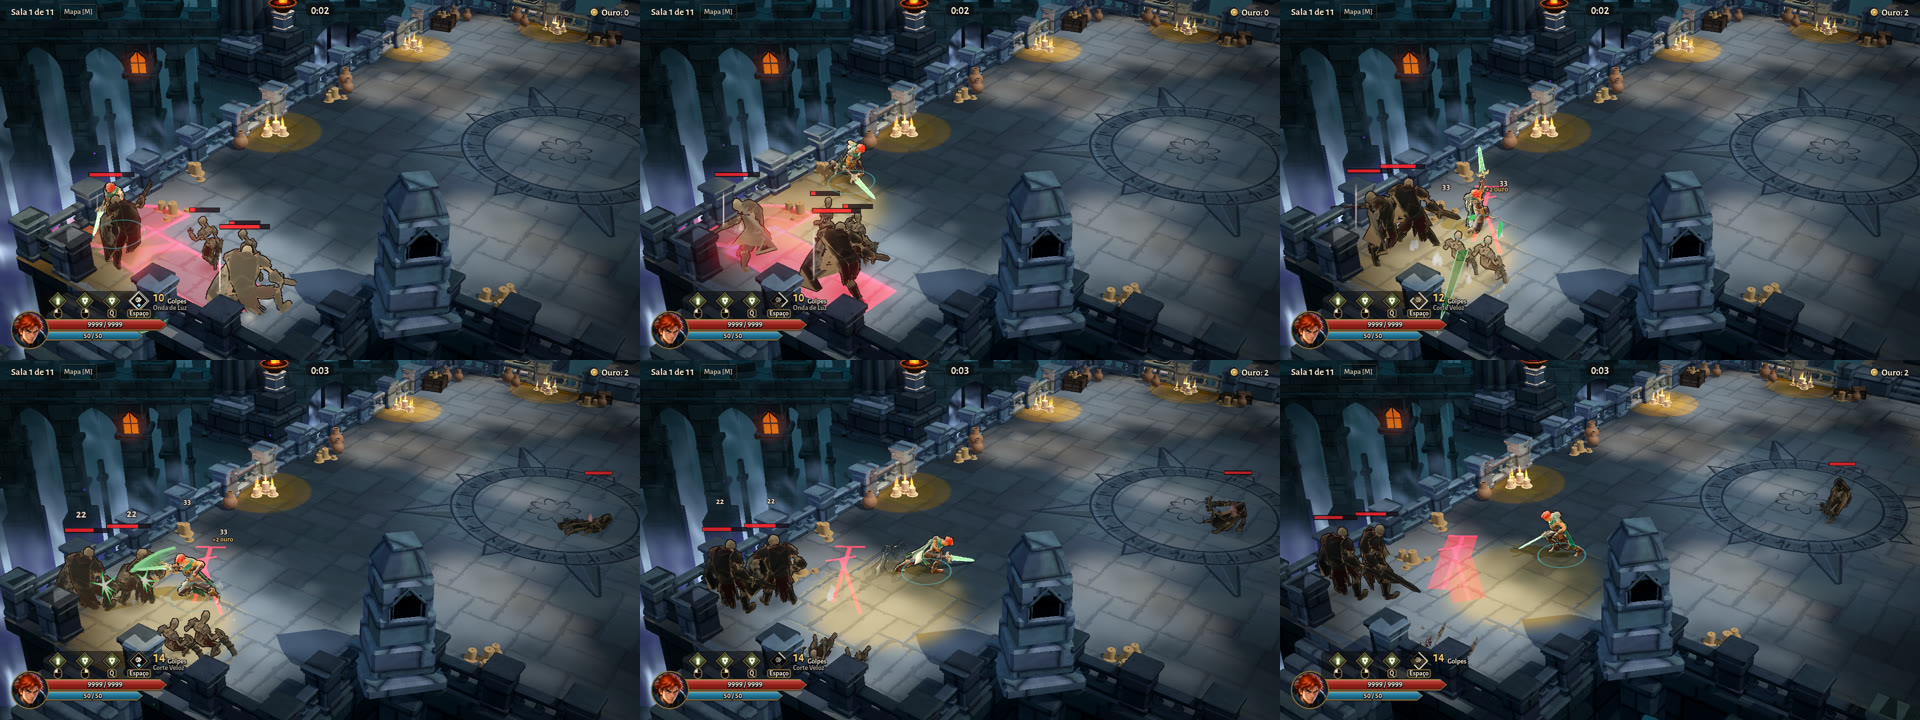 Sala 1 de 11 Mapa [M] 0:02 Ouro: 0
10 Golpes
Onda de Luz
Q Espaço
9999 / 9999
50 / 50
Sala 1 de 11 Mapa [M] 0:02 Ouro: 0
10 Golpes
Onda de Luz
Q Espaço
9999 / 9999
50 / 50
Sala 1 de 11 Mapa [M] 0:02 Ouro: 2
33 33
+2 ouro
12 Golpes
Corte Veloz
Q Espaço
9999 / 9999
50 / 50
Sala 1 de 11 Mapa [M] 0:03 Ouro: 2
33
22 22
33
+2 ouro
14 Golpes
Corte Veloz
Q Espaço
9999 / 9999
50 / 50
Sala 1 de 11 Mapa [M] 0:03 Ouro: 2
22 22
14 Golpes
Corte Veloz
Q Espaço
9999 / 9999
50 / 50
Sala 1 de 11 Mapa [M] 0:03 Ouro: 2
14 Golpes
Q Espaço
9999 / 9999
50 / 50